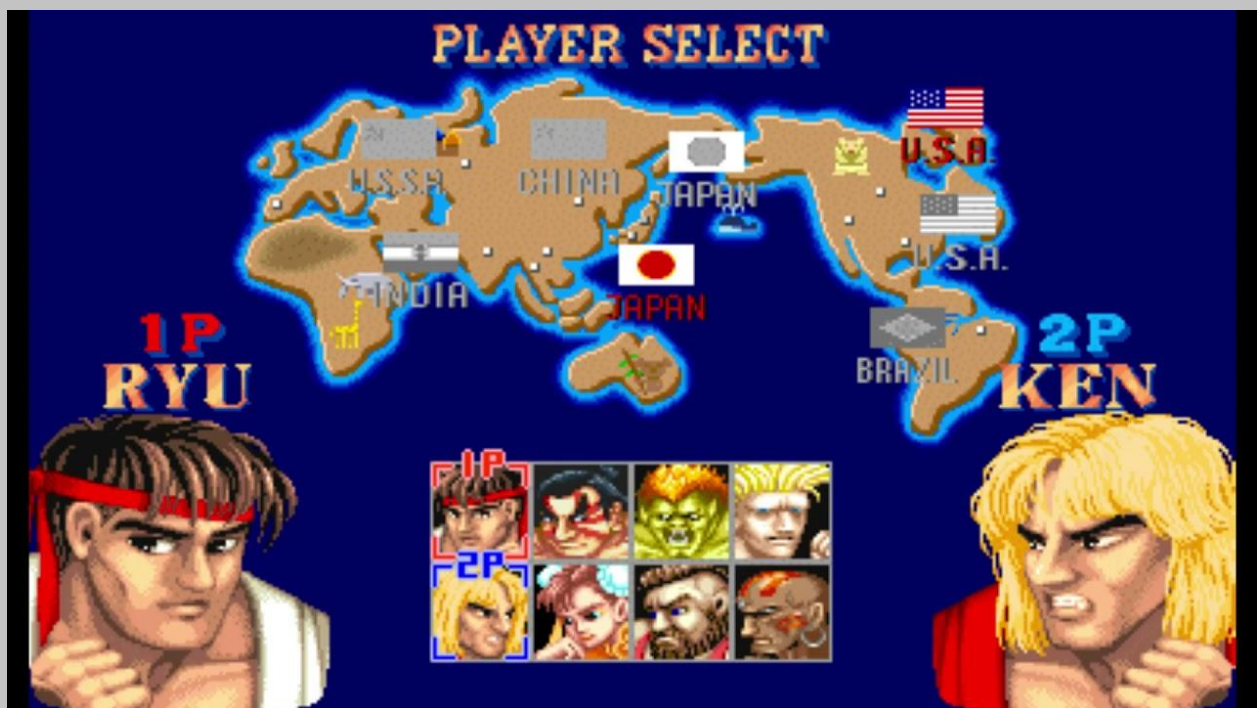 PLAYER SELECT
U.S.A.
U.S.S.R.
CHINA
JAPAN
U.S.A.
INDIA
JAPAN
1P
2P
BRAZIL
RYU
KEN
1P
2P